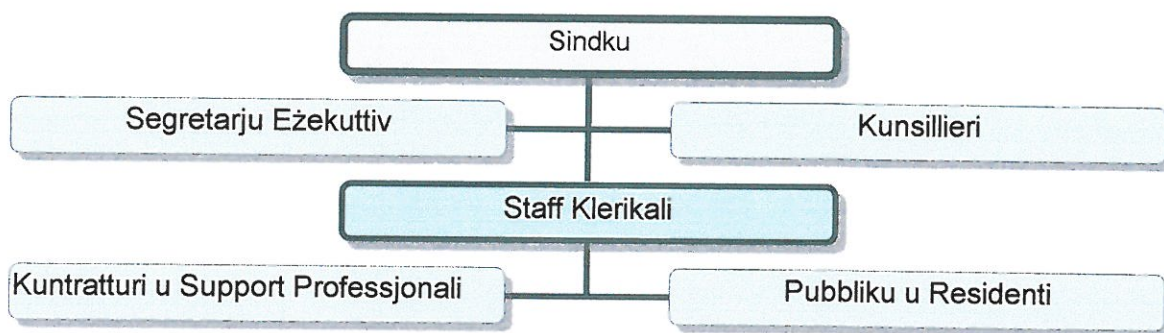 Sindku
Segretarju Eżekuttiv
Kunsillieri
Staff Klerikali
Kuntratturi u Support Professjonali
Pubbliku u Residenti